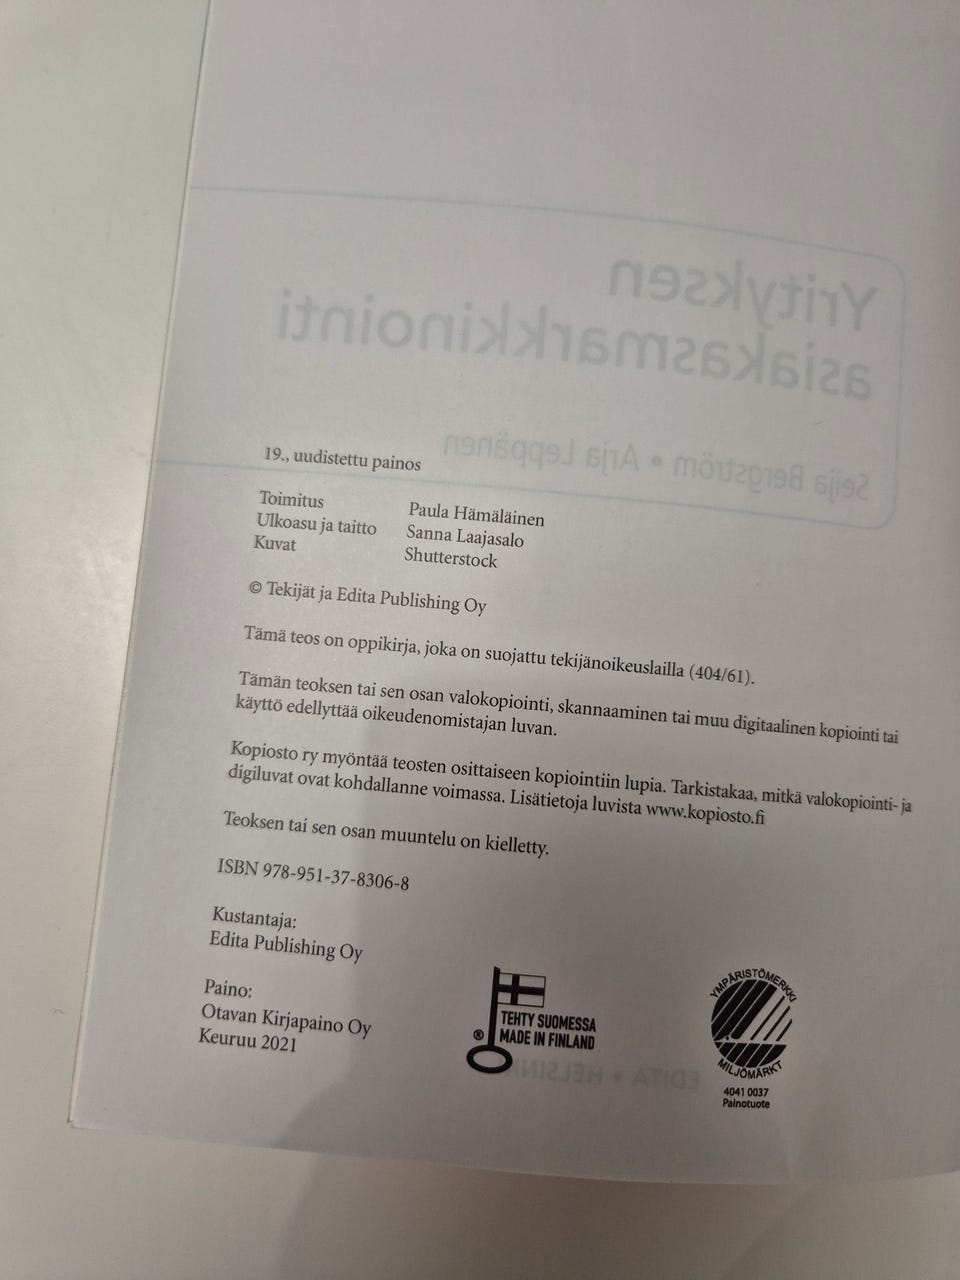 Yrityksen
asiakasmarkkinointi
Seija Bergström • Arja Leppänen
19., uudistettu painos
Toimitus Paula Hämäläinen
Ulkoasu ja taitto Sanna Laajasalo
Kuvat Shutterstock
© Tekijät ja Edita Publishing Oy
Tämä teos on oppikirja, joka on suojattu tekijänoikeuslailla (404/61).
Tämän teoksen tai sen osan valokopiointi, skannaaminen tai muu digitaalinen kopiointi tai
käyttö edellyttää oikeudenomistajan luvan.
Kopiosto ry myöntää teosten osittaiseen kopiointiin lupia. Tarkistakaa, mitkä valokopiointi- ja
digiluvat ovat kohdallanne voimassa. Lisätietoja luvista www.kopiosto.fi
Teoksen tai sen osan muuntelu on kielletty.
ISBN 978-951-37-8306-8
Kustantaja:
Edita Publishing Oy
Paino:
Otavan Kirjapaino Oy
Keuruu 2021
® TEHTY SUOMESSA
MADE IN FINLAND
YMPÄRISTÖMERKKI
MILJÖMÄRKT
4041 0037
Painotuote
EDITA • HELSINKI